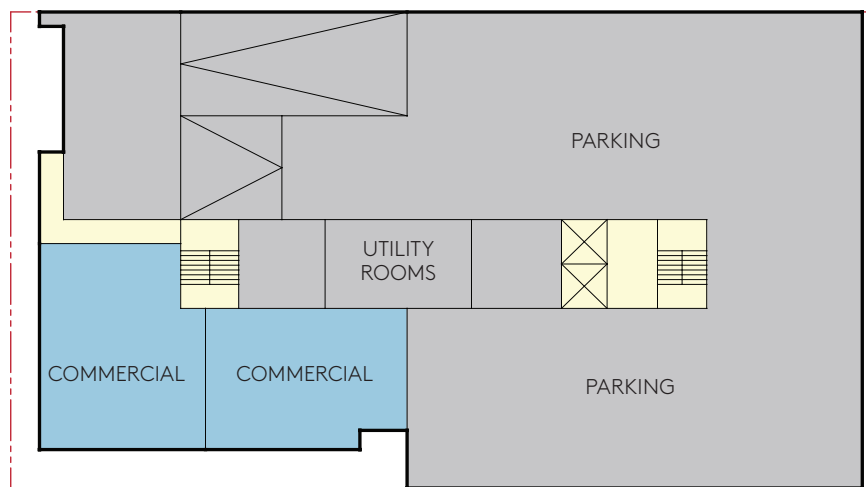 PARKING
UTILITY
ROOMS
COMMERCIAL
COMMERCIAL
PARKING